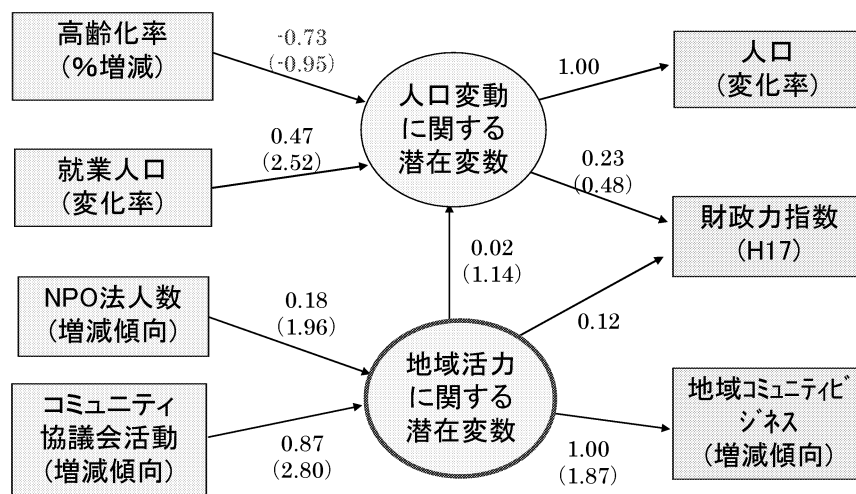 高齢化率
(%増減)
-0.73
(-0.95)
人口変動
に関する
潜在変数
1.00
人口
(変化率)
就業人口
(変化率)
0.47
(2.52)
0.23
(0.48)
財政力指数
(H17)
0.02
(1.14)
NPO法人数
(増減傾向)
0.18
(1.96)
0.12
地域活力
に関する
潜在変数
コミュニティ
協議会活動
(増減傾向)
0.87
(2.80)
1.00
(1.87)
地域ｺﾐｭﾆﾃｨﾋﾞ
ｼﾞﾈｽ
(増減傾向)